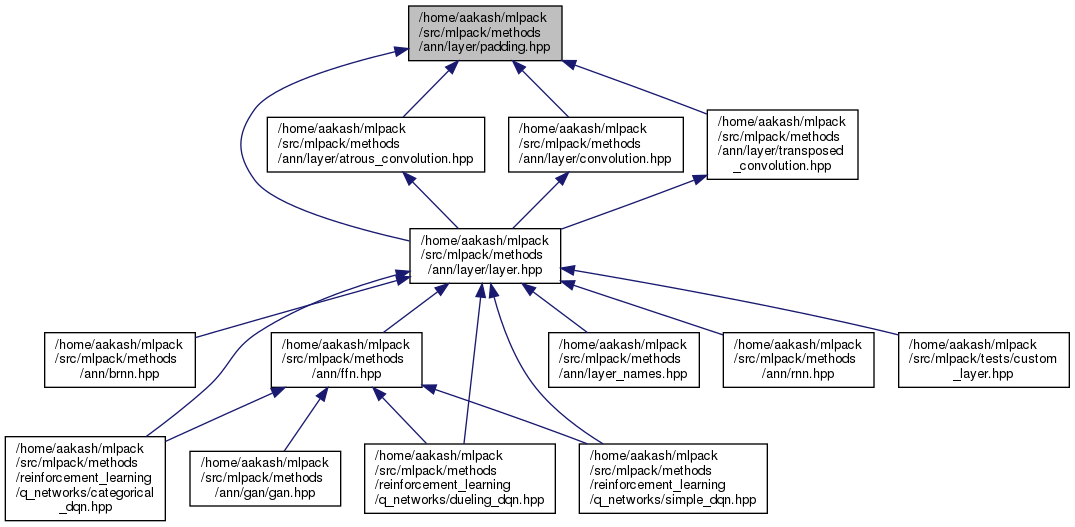 /home/aakash/mlpack
/src/mlpack/methods
/ann/layer/padding.hpp
/home/aakash/mlpack
/src/mlpack/methods
/ann/layer/atrous_convolution.hpp
/home/aakash/mlpack
/src/mlpack/methods
/ann/layer/convolution.hpp
/home/aakash/mlpack
/src/mlpack/methods
/ann/layer/transposed
_convolution.hpp
/home/aakash/mlpack
/src/mlpack/methods
/ann/layer/layer.hpp
/home/aakash/mlpack
/src/mlpack/methods
/ann/brnn.hpp
/home/aakash/mlpack
/src/mlpack/methods
/ann/ffn.hpp
/home/aakash/mlpack
/src/mlpack/methods
/ann/layer_names.hpp
/home/aakash/mlpack
/src/mlpack/methods
/ann/rnn.hpp
/home/aakash/mlpack
/src/mlpack/tests/custom
_layer.hpp
/home/aakash/mlpack
/src/mlpack/methods
/reinforcement_learning
/q_networks/categorical
_dqn.hpp
/home/aakash/mlpack
/src/mlpack/methods
/ann/gan/gan.hpp
/home/aakash/mlpack
/src/mlpack/methods
/reinforcement_learning
/q_networks/dueling_dqn.hpp
/home/aakash/mlpack
/src/mlpack/methods
/reinforcement_learning
/q_networks/simple_dqn.hpp